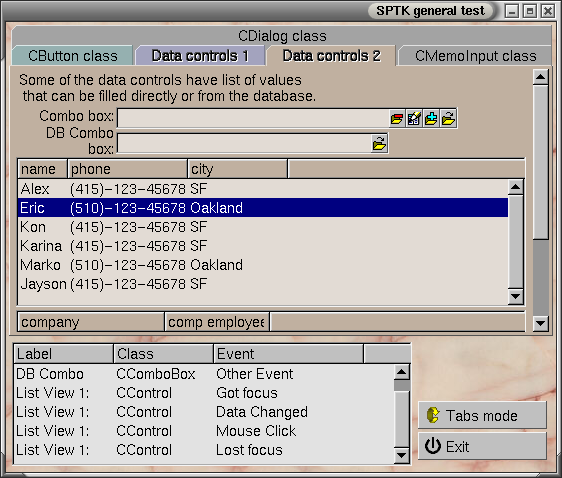 SPTK general test
CDialog class
CButton class Data controls 1 Data controls 2 CMemoInput class
Some of the data controls have list of values
that can be filled directly or from the database.
Combo box:
DB Combo
box:
name phone city
Alex (415)-123-45678 SF
Eric (510)-123-45678 Oakland
Kon (415)-123-45678 SF
Karina (415)-123-45678 SF
Marko (510)-123-45678 Oakland
Jayson (415)-123-45678 SF
company comp employee
Label Class Event
DB Combo CComboBox Other Event
List View 1: CControl Got focus
List View 1: CControl Data Changed
List View 1: CControl Mouse Click
List View 1: CControl Lost focus
Tabs mode
Exit